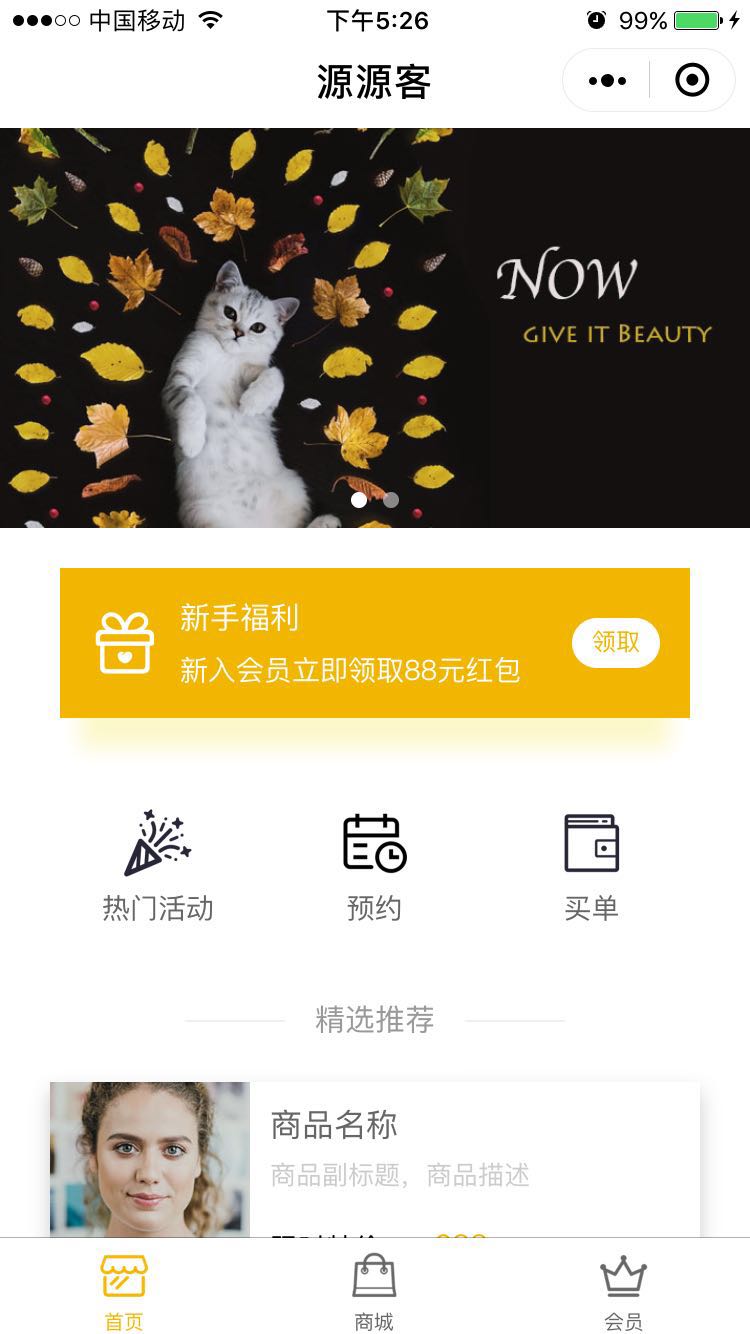 中国移动 下午5:26 99%
源源客
NOW
GIVE IT BEAUTY
新手福利
新入会员立即领取88元红包
领取
热门活动 预约 买单
精选推荐
商品名称
商品副标题，商品描述
首页 商城 会员